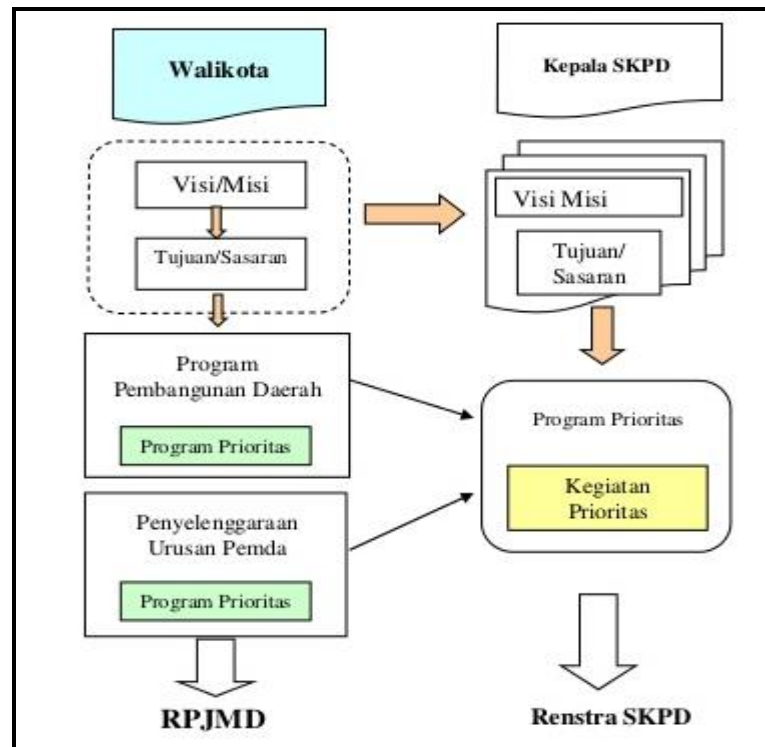 Walikota
Visi/Misi
Tujuan/Sasaran
Program
Pembangunan Daerah
Program Prioritas
Penyelenggaraan
Urusan Pemda
Program Prioritas
RPJMD
Kepala SKPD
Visi Misi
Tujuan/
Sasaran
Program Prioritas
Kegiatan
Prioritas
Renstra SKPD